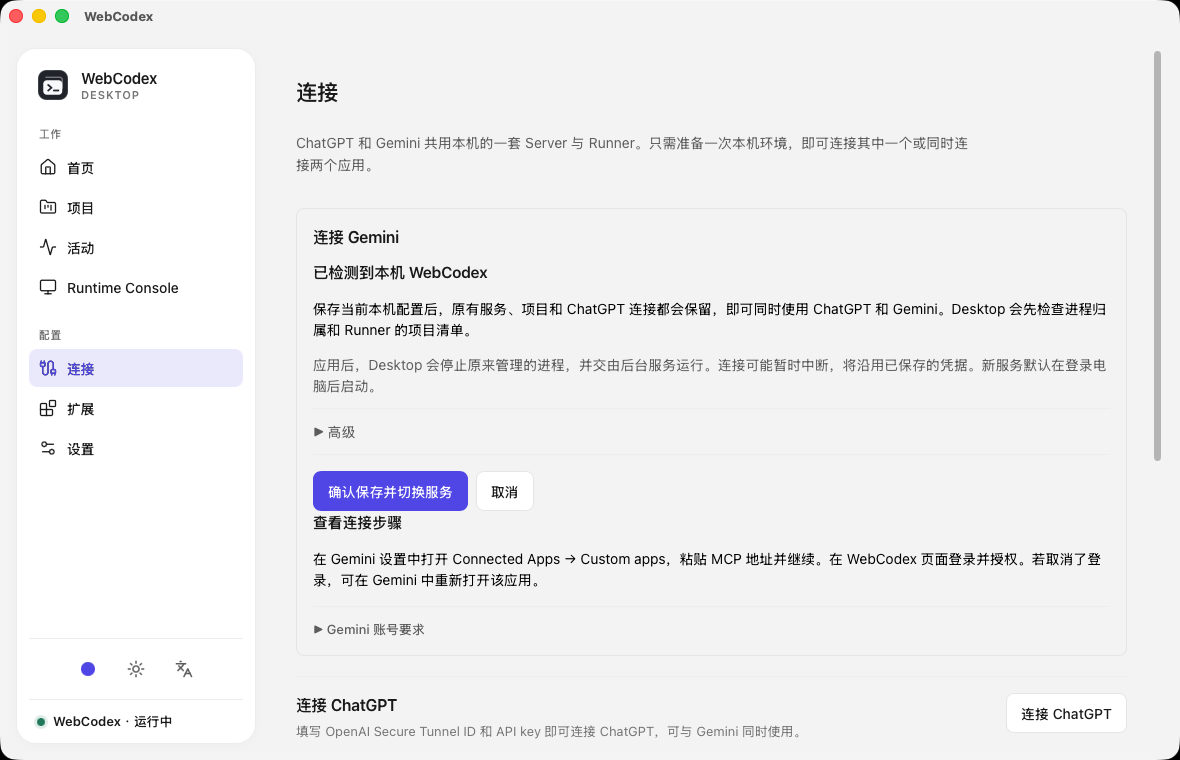 WebCodex
WebCodex
DESKTOP
工作
首页
项目
活动
Runtime Console
配置
连接
扩展
设置
WebCodex · 运行中
连接
ChatGPT 和 Gemini 共用本机的一套 Server 与 Runner。只需准备一次本机环境，即可连接其中一个或同时连
接两个应用。
连接 Gemini
已检测到本机 WebCodex
保存当前本机配置后，原有服务、项目和 ChatGPT 连接都会保留，即可同时使用 ChatGPT 和 Gemini。Desktop 会先检查进程归
属和 Runner 的项目清单。
应用后，Desktop 会停止原来管理的进程，并交由后台服务运行。连接可能暂时中断，将沿用已保存的凭据。新服务默认在登录电
脑后启动。
▶ 高级
确认保存并切换服务
取消
查看连接步骤
在 Gemini 设置中打开 Connected Apps → Custom apps，粘贴 MCP 地址并继续。在 WebCodex 页面登录并授权。若取消了登
录，可在 Gemini 中重新打开该应用。
▶ Gemini 账号要求
连接 ChatGPT
填写 OpenAI Secure Tunnel ID 和 API key 即可连接 ChatGPT，可与 Gemini 同时使用。
连接 ChatGPT